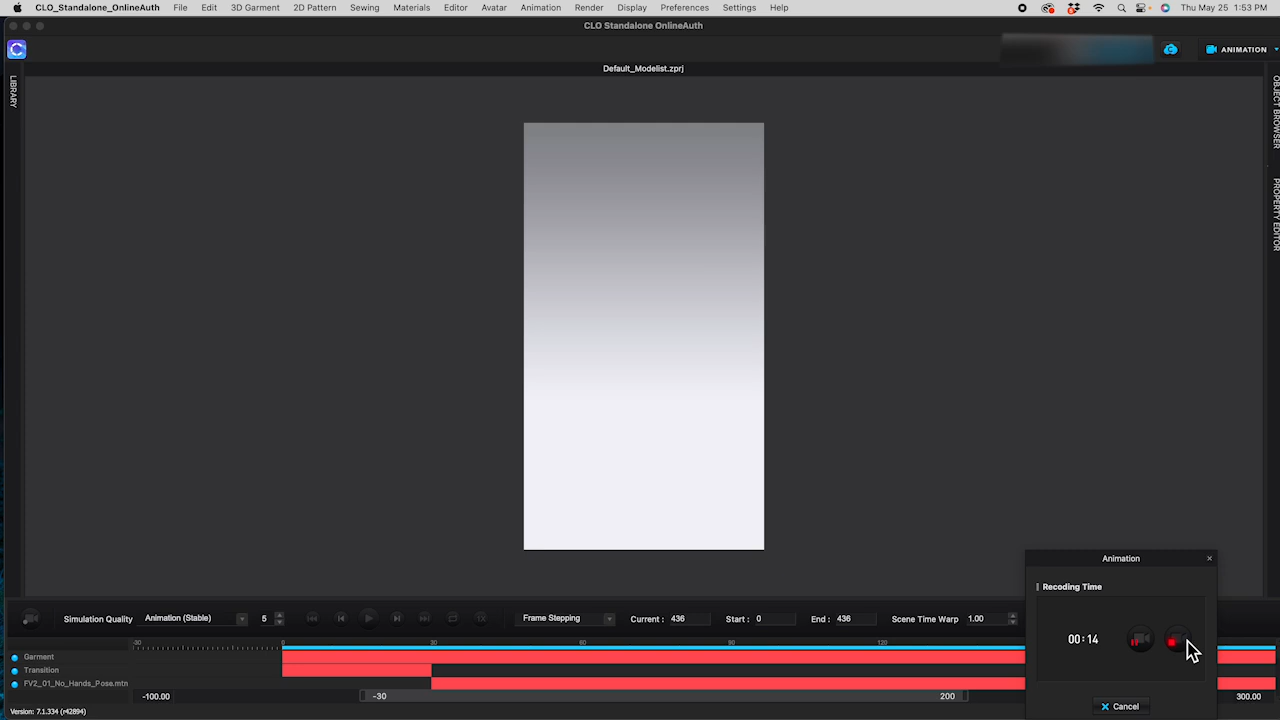 CLO_Standalone_OnlineAuth File Edit 3D Garment 2D Pattern Sewing Materials Editor Avatar Animation Render Display Preferences Settings Help Thu May 25 1:53 PM
CLO Standalone OnlineAuth
ANIMATION
Default_Modelist.zprj
LIBRARY
OBJECT BROWSER
PROPERTY EDITOR
Animation
Recoding Time
00:14
Cancel
Simulation Quality Animation (Stable) 5 1X Frame Stepping Current : 436 Start : 0 End : 436 Scene Time Warp 1.00
-30 0 30 60 90 120
Garment
Transition
FV2_01_No_Hands_Pose.mtn
-100.00 -30 200 300.00
Version: 7.1.334 (r42894)